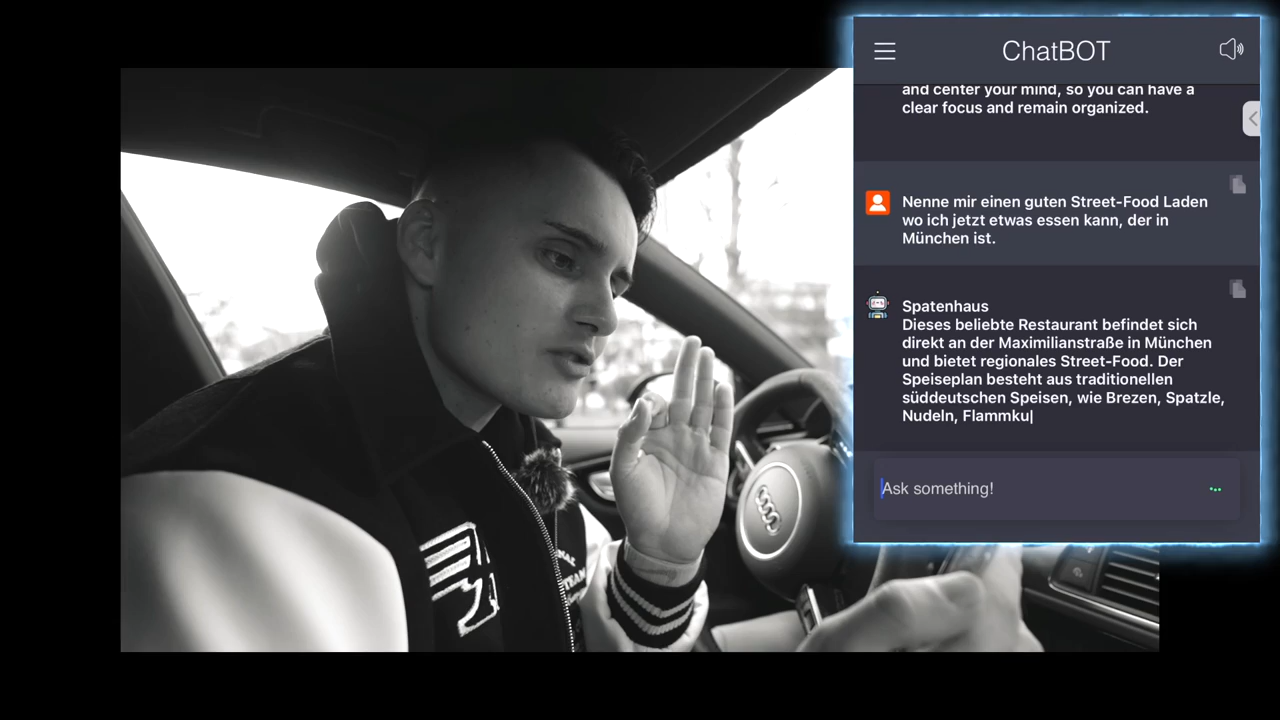 ChatBOT
and center your mind, so you can have a
clear focus and remain organized.
Nenne mir einen guten Street-Food Laden
wo ich jetzt etwas essen kann, der in
München ist.
Spatenhaus
Dieses beliebte Restaurant befindet sich
direkt an der Maximilianstraße in München
und bietet regionales Street-Food. Der
Speiseplan besteht aus traditionellen
süddeutschen Speisen, wie Brezen, Spatzle,
Nudeln, Flammku
Ask something!
TEAM